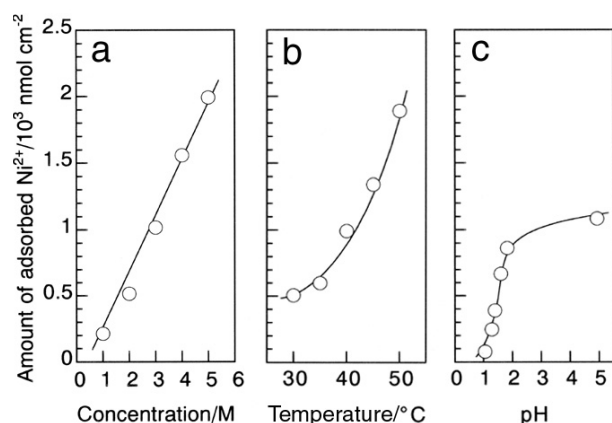 a
b
c
Amount of adsorbed Ni²⁺/10³ nmol cm⁻²
2.5
2
1.5
1
0.5
0
0 1 2 3 4 5 6
30 40 50
0 1 2 3 4 5
Concentration/M
Temperature/°C
pH